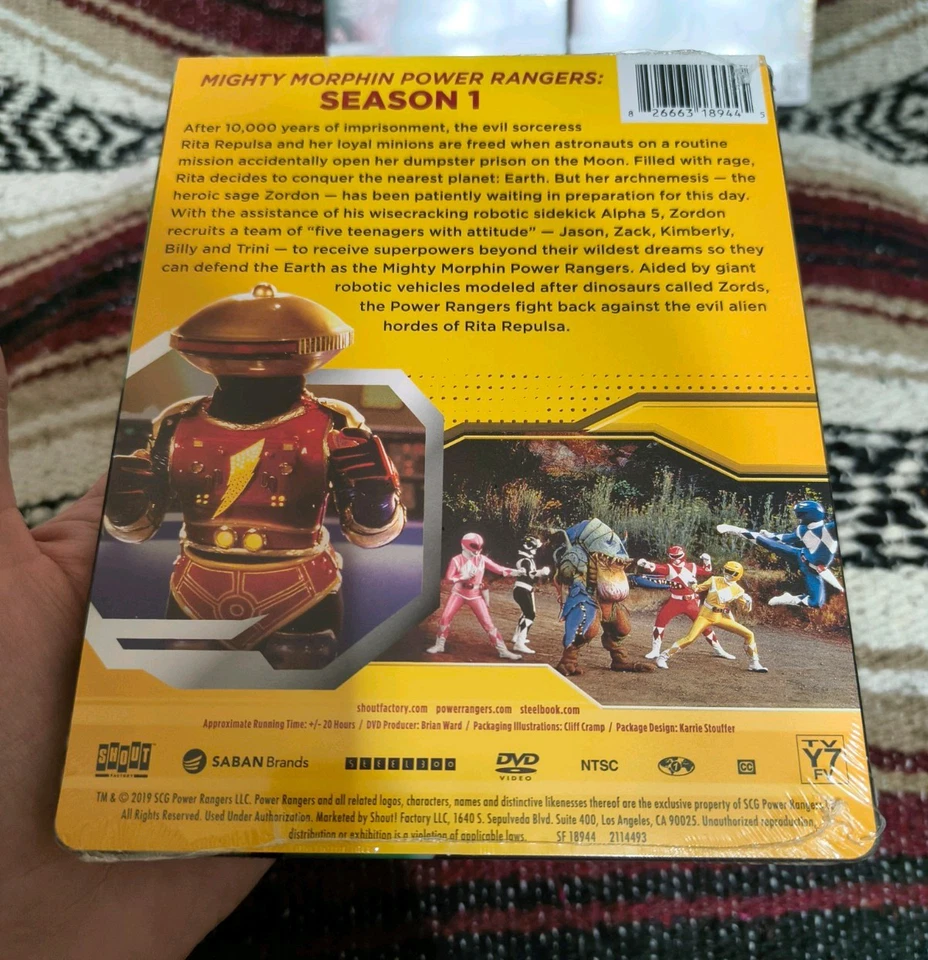 MIGHTY MORPHIN POWER RANGERS:
SEASON 1
8 26663 18944 5
After 10,000 years of imprisonment, the evil sorceress
Rita Repulsa and her loyal minions are freed when astronauts on a routine
mission accidentally open her dumpster prison on the Moon. Filled with rage,
Rita decides to conquer the nearest planet: Earth. But her archnemesis — the
heroic sage Zordon — has been patiently waiting in preparation for this day.
With the assistance of his wisecracking robotic sidekick Alpha 5, Zordon
recruits a team of “five teenagers with attitude” — Jason, Zack, Kimberly,
Billy and Trini — to receive superpowers beyond their wildest dreams so they
can defend the Earth as the Mighty Morphin Power Rangers. Aided by giant
robotic vehicles modeled after dinosaurs called Zords,
the Power Rangers fight back against the evil alien
hordes of Rita Repulsa.
shoutfactory.com powerrangers.com steelbook.com
Approximate Running Time: +/- 20 Hours / DVD Producer: Brian Ward / Packaging Illustrations: Cliff Cramp / Package Design: Karrie Stouffer
SHOUT FACTORY SABAN Brands STEELBOOK DVD VIDEO NTSC 1 CC TV Y7 FV
TM & © 2019 SCG Power Rangers LLC. Power Rangers and all related logos, characters, names and distinctive likenesses thereof are the exclusive property of SCG Power Rangers
All Rights Reserved. Used Under Authorization. Marketed by Shout! Factory LLC, 1640 S. Sepulveda Blvd. Suite 400, Los Angeles, CA 90025. Unauthorized reproduction,
distribution or exhibition is a violation of applicable laws. SF 18944 2114493